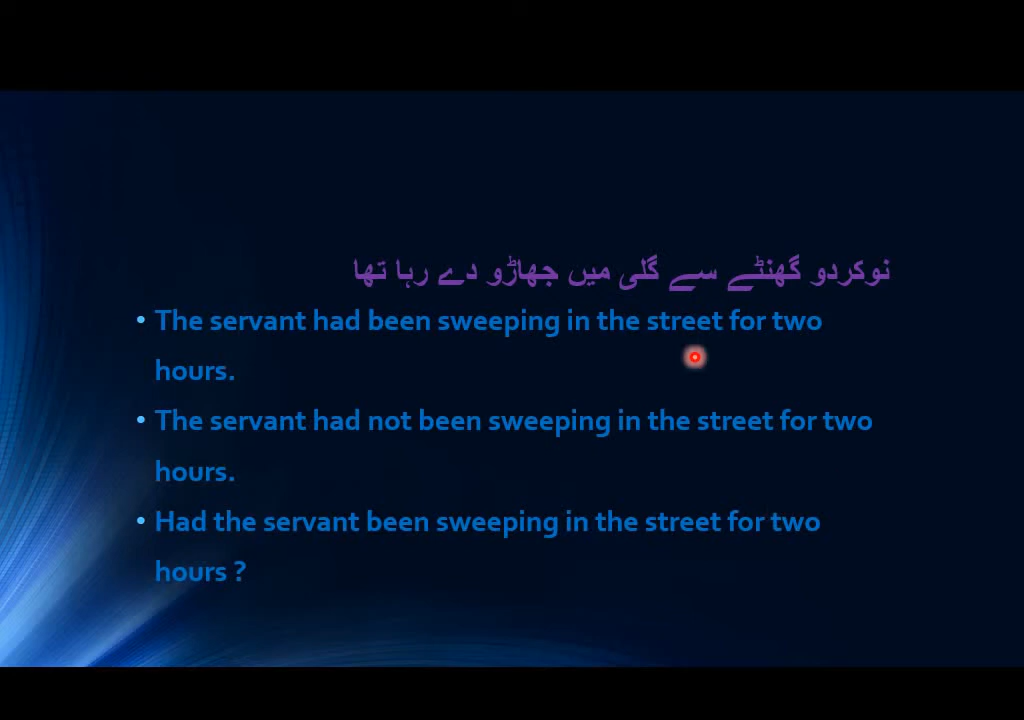 نوکردو گھنٹے سے گلی میں جھاڑو دے رہا تھا
• The servant had been sweeping in the street for two
hours.
• The servant had not been sweeping in the street for two
hours.
• Had the servant been sweeping in the street for two
hours ?